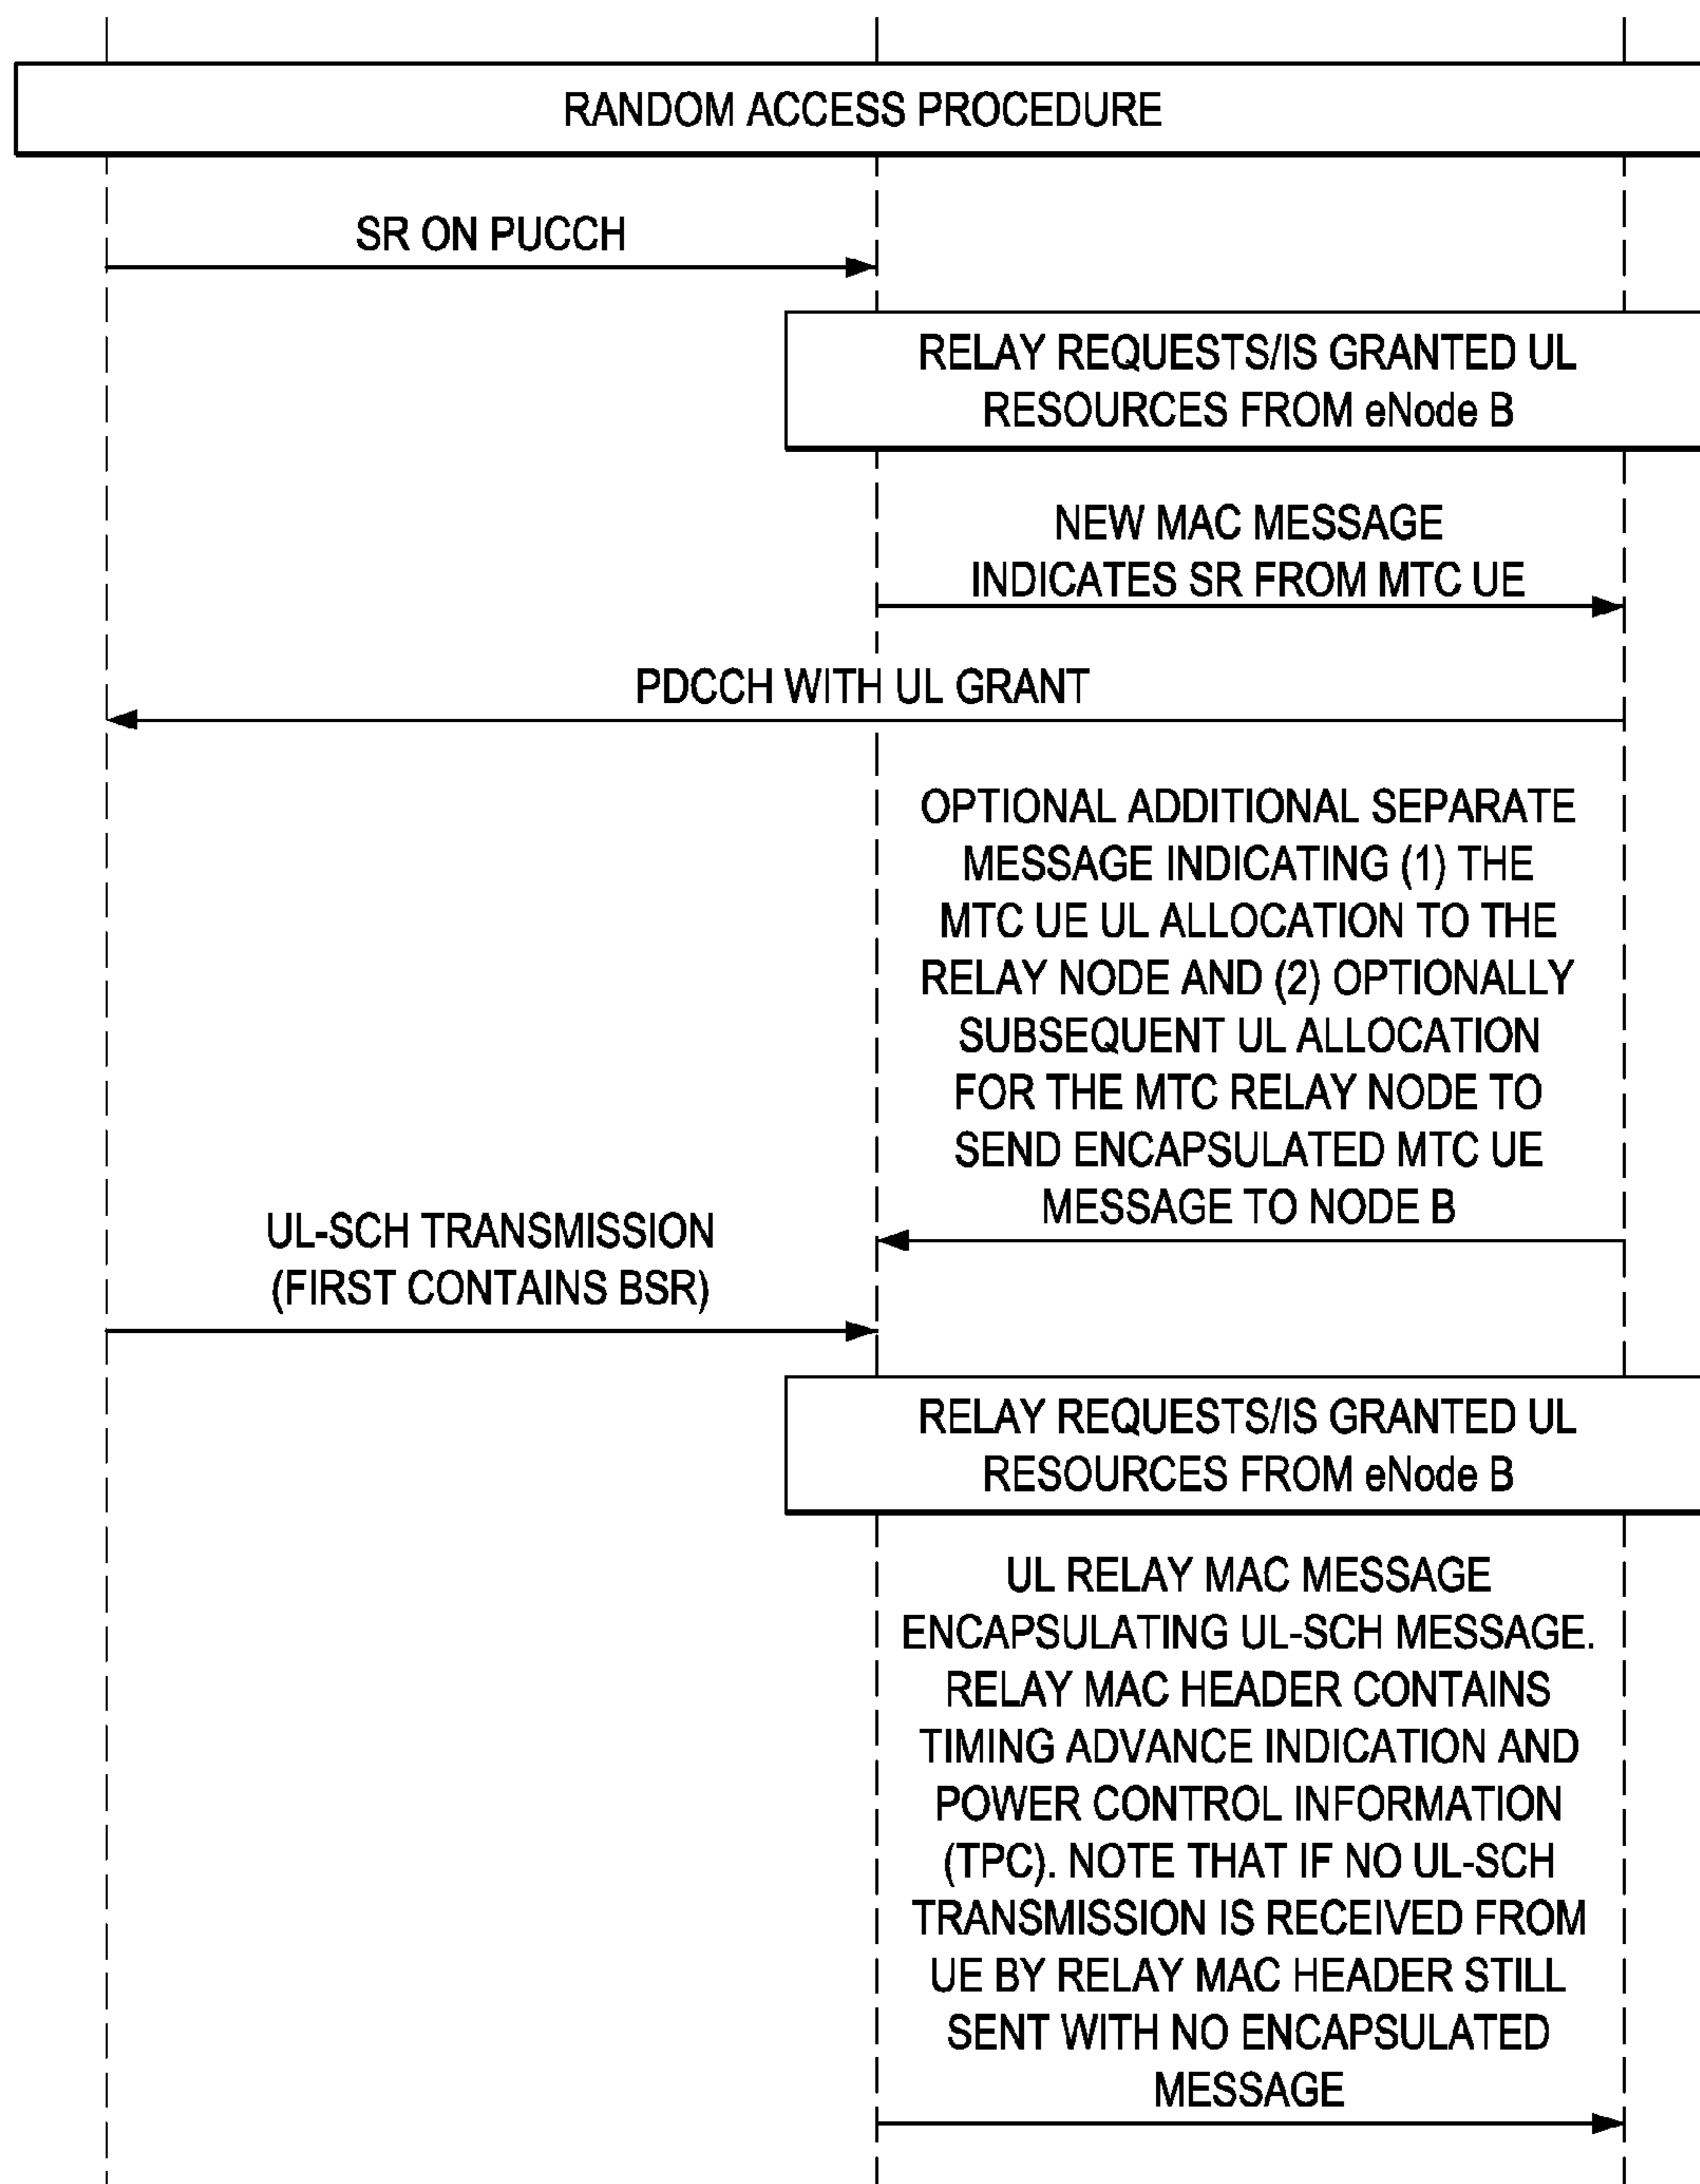 RANDOM ACCESS PROCEDURE
SR ON PUCCH
RELAY REQUESTS/IS GRANTED UL
RESOURCES FROM eNode B
NEW MAC MESSAGE
INDICATES SR FROM MTC UE
PDCCH WITH UL GRANT
OPTIONAL ADDITIONAL SEPARATE
MESSAGE INDICATING (1) THE
MTC UE UL ALLOCATION TO THE
RELAY NODE AND (2) OPTIONALLY
SUBSEQUENT UL ALLOCATION
FOR THE MTC RELAY NODE TO
SEND ENCAPSULATED MTC UE
MESSAGE TO NODE B
UL-SCH TRANSMISSION
(FIRST CONTAINS BSR)
RELAY REQUESTS/IS GRANTED UL
RESOURCES FROM eNode B
UL RELAY MAC MESSAGE
ENCAPSULATING UL-SCH MESSAGE.
RELAY MAC HEADER CONTAINS
TIMING ADVANCE INDICATION AND
POWER CONTROL INFORMATION
(TPC). NOTE THAT IF NO UL-SCH
TRANSMISSION IS RECEIVED FROM
UE BY RELAY MAC HEADER STILL
SENT WITH NO ENCAPSULATED
MESSAGE